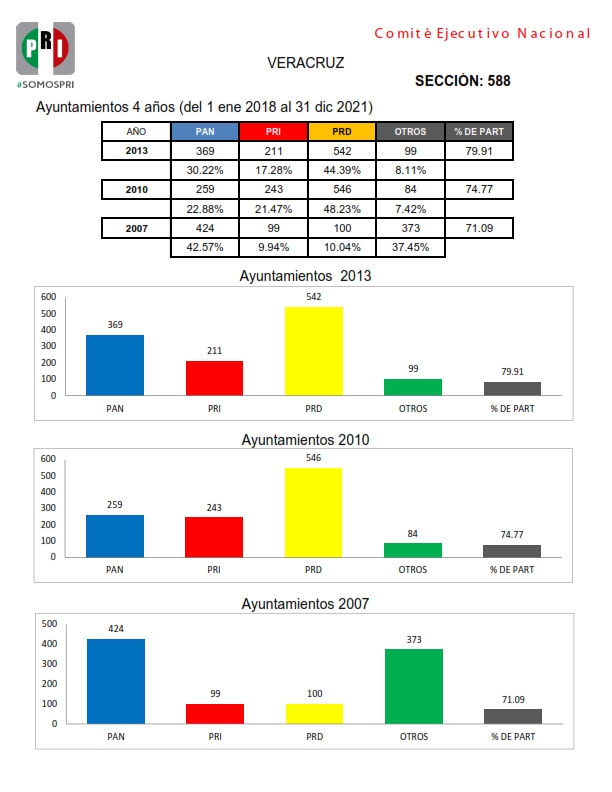 Comité Ejecutivo Nacional
PRI
#SOMOSPRI
VERACRUZ
SECCIÓN: 588
Ayuntamientos 4 años (del 1 ene 2018 al 31 dic 2021)
AÑO PAN PRI PRD OTROS % DE PART
2013 369 211 542 99 79.91
30.22% 17.28% 44.39% 8.11%
2010 259 243 546 84 74.77
22.88% 21.47% 48.23% 7.42%
2007 424 99 100 373 71.09
42.57% 9.94% 10.04% 37.45%
Ayuntamientos 2013
600
500
400
300
200
100
0
369
211
542
99
79.91
PAN PRI PRD OTROS % DE PART
Ayuntamientos 2010
600
500
400
300
200
100
0
259
243
546
84
74.77
PAN PRI PRD OTROS % DE PART
Ayuntamientos 2007
500
400
300
200
100
0
424
99
100
373
71.09
PAN PRI PRD OTROS % DE PART